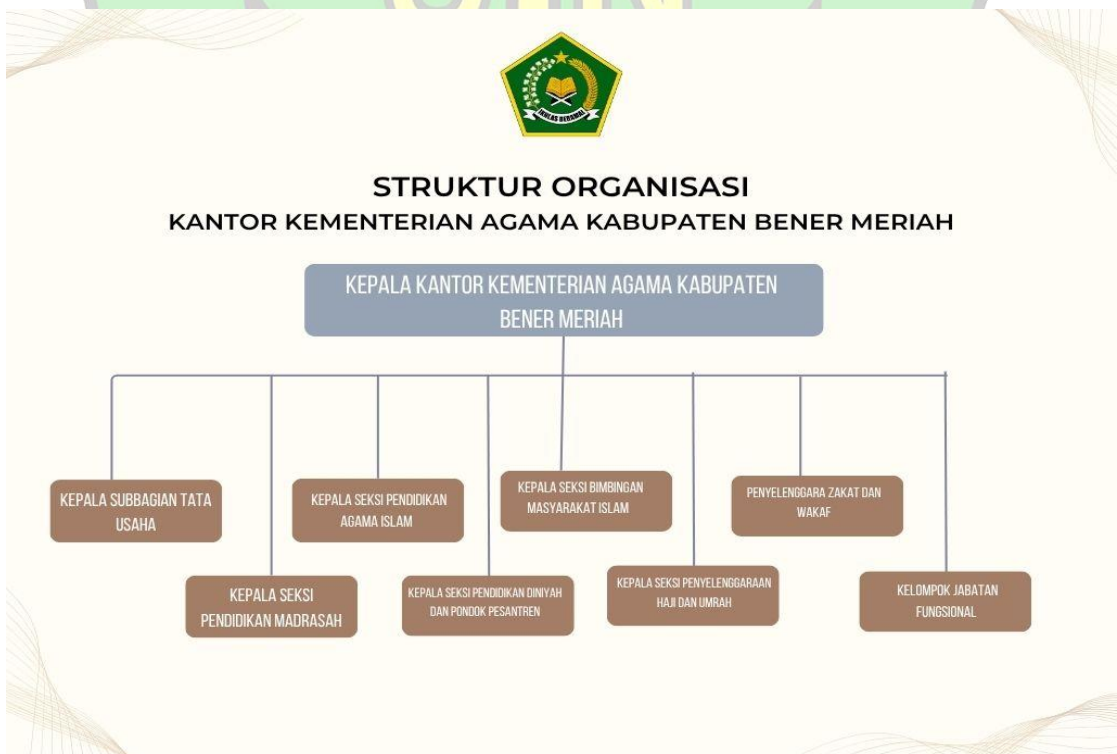 IKHLAS BERAMAL
STRUKTUR ORGANISASI
KANTOR KEMENTERIAN AGAMA KABUPATEN BENER MERIAH
KEPALA KANTOR KEMENTERIAN AGAMA KABUPATEN
BENER MERIAH
KEPALA SUBBAGIAN TATA
USAHA
KEPALA SEKSI
PENDIDIKAN MADRASAH
KEPALA SEKSI PENDIDIKAN
AGAMA ISLAM
KEPALA SEKSI PENDIDIKAN DINIYAH
DAN PONDOK PESANTREN
KEPALA SEKSI BIMBINGAN
MASYARAKAT ISLAM
KEPALA SEKSI PENYELENGGARAAN
HAJI DAN UMRAH
PENYELENGGARA ZAKAT DAN
WAKAF
KELOMPOK JABATAN
FUNGSIONAL